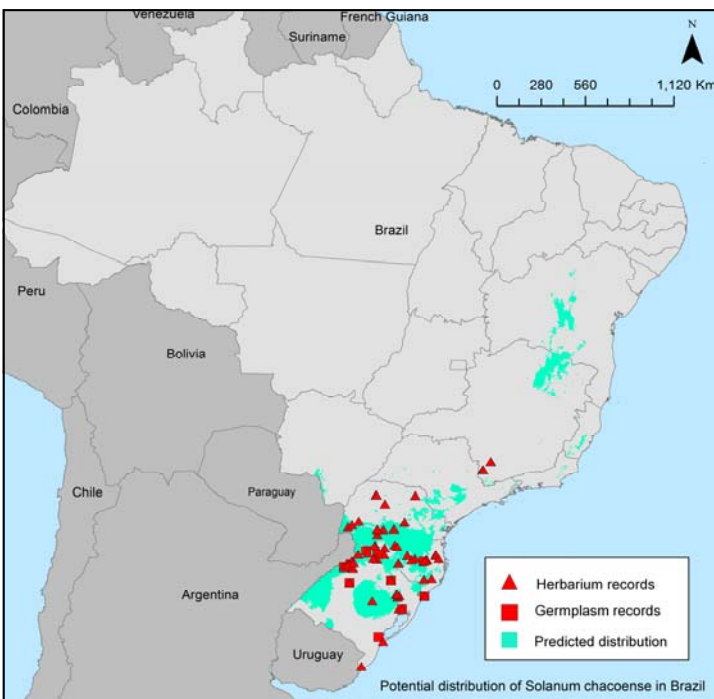 Venezuela
French Guiana
Suriname
N
0 280 560 1,120 Km
Colombia
Brazil
Peru
Bolivia
Paraguay
Chile
Argentina
Uruguay
Herbarium records
Germplasm records
Predicted distribution
Potential distribution of Solanum chacoense in Brazil